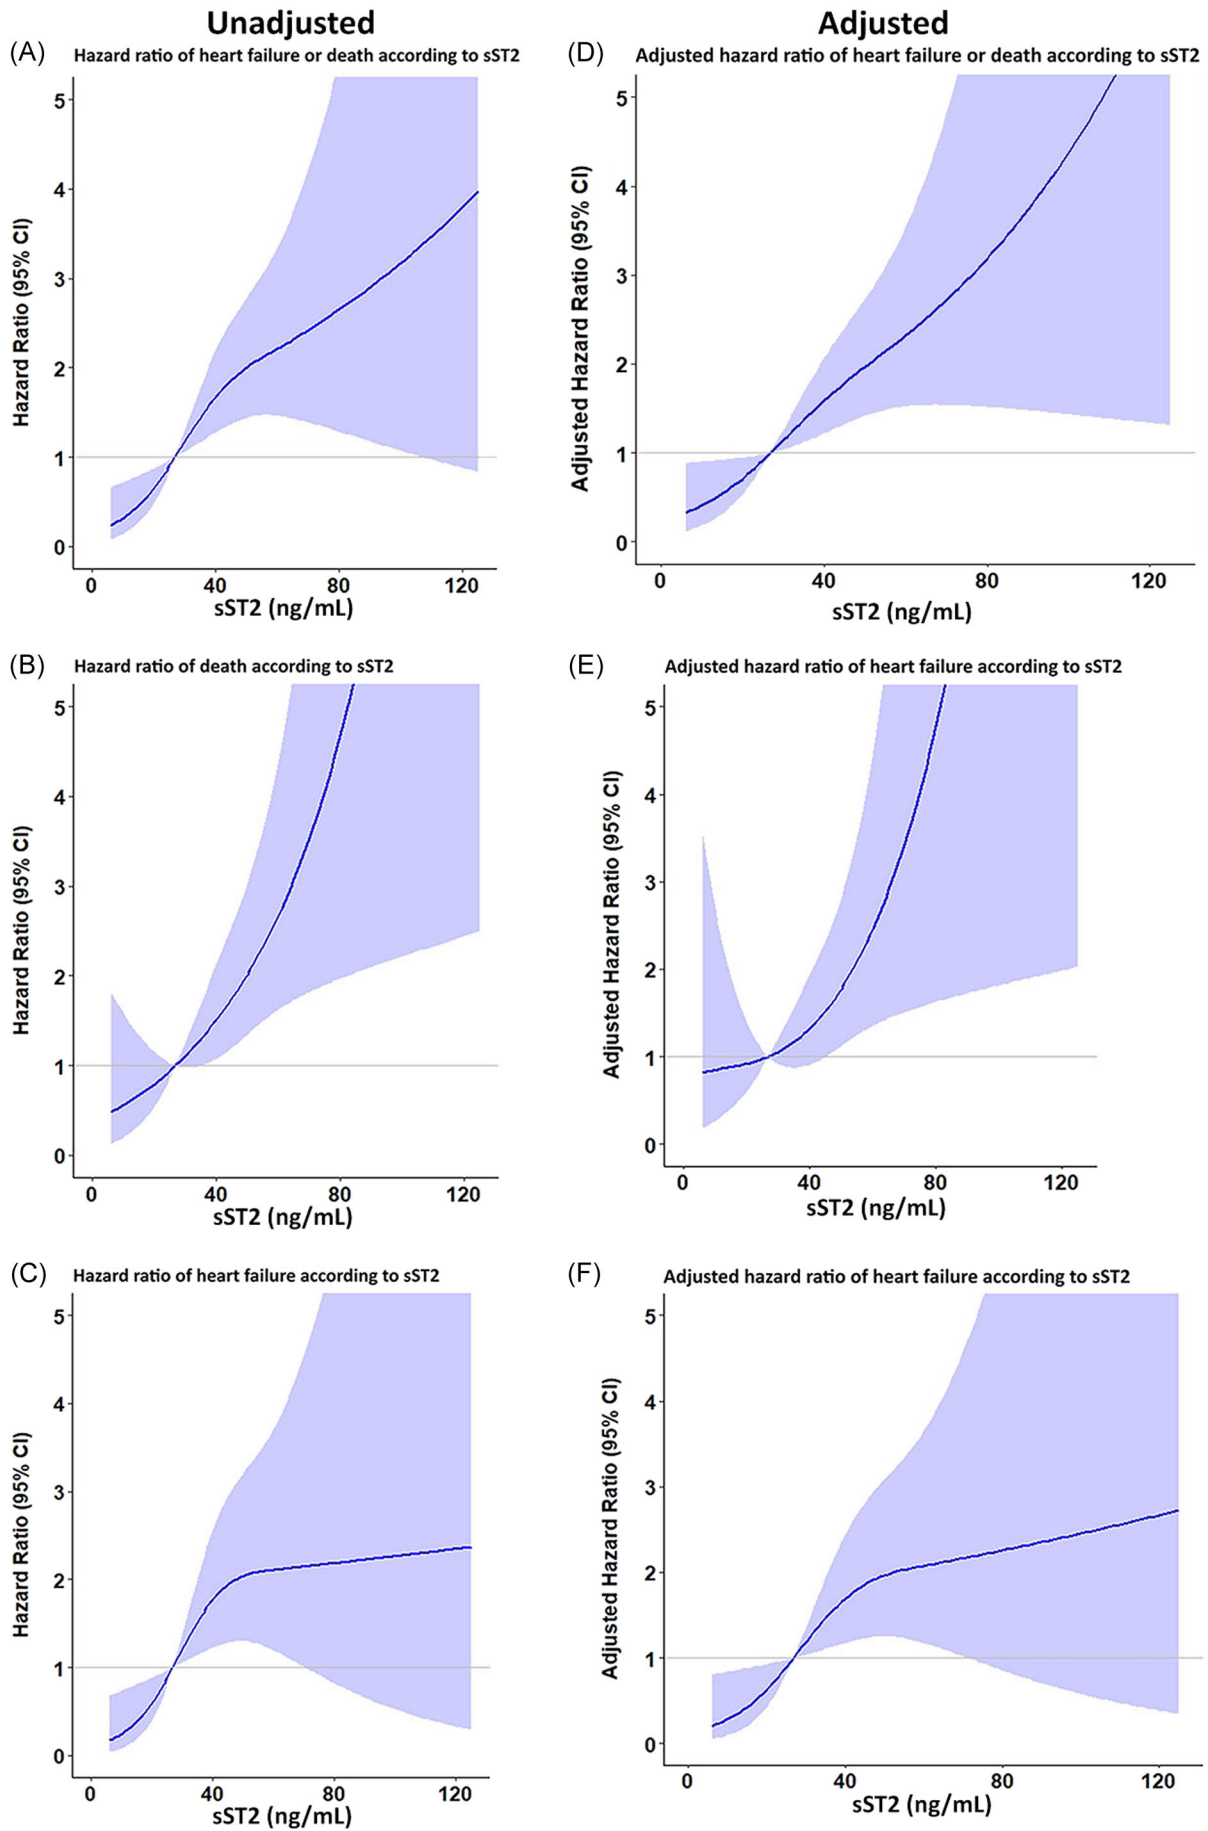 Unadjusted
Adjusted
(A) Hazard ratio of heart failure or death according to sST2
Hazard Ratio (95% CI)
5
4
3
2
1
0
0 40 80 120
sST2 (ng/mL)
(D) Adjusted hazard ratio of heart failure or death according to sST2
Adjusted Hazard Ratio (95% CI)
5
4
3
2
1
0
0 40 80 120
sST2 (ng/mL)
(B) Hazard ratio of death according to sST2
Hazard Ratio (95% CI)
5
4
3
2
1
0
0 40 80 120
sST2 (ng/mL)
(E) Adjusted hazard ratio of heart failure according to sST2
Adjusted Hazard Ratio (95% CI)
5
4
3
2
1
0
0 40 80 120
sST2 (ng/mL)
(C) Hazard ratio of heart failure according to sST2
Hazard Ratio (95% CI)
5
4
3
2
1
0
0 40 80 120
sST2 (ng/mL)
(F) Adjusted hazard ratio of heart failure according to sST2
Adjusted Hazard Ratio (95% CI)
5
4
3
2
1
0
0 40 80 120
sST2 (ng/mL)